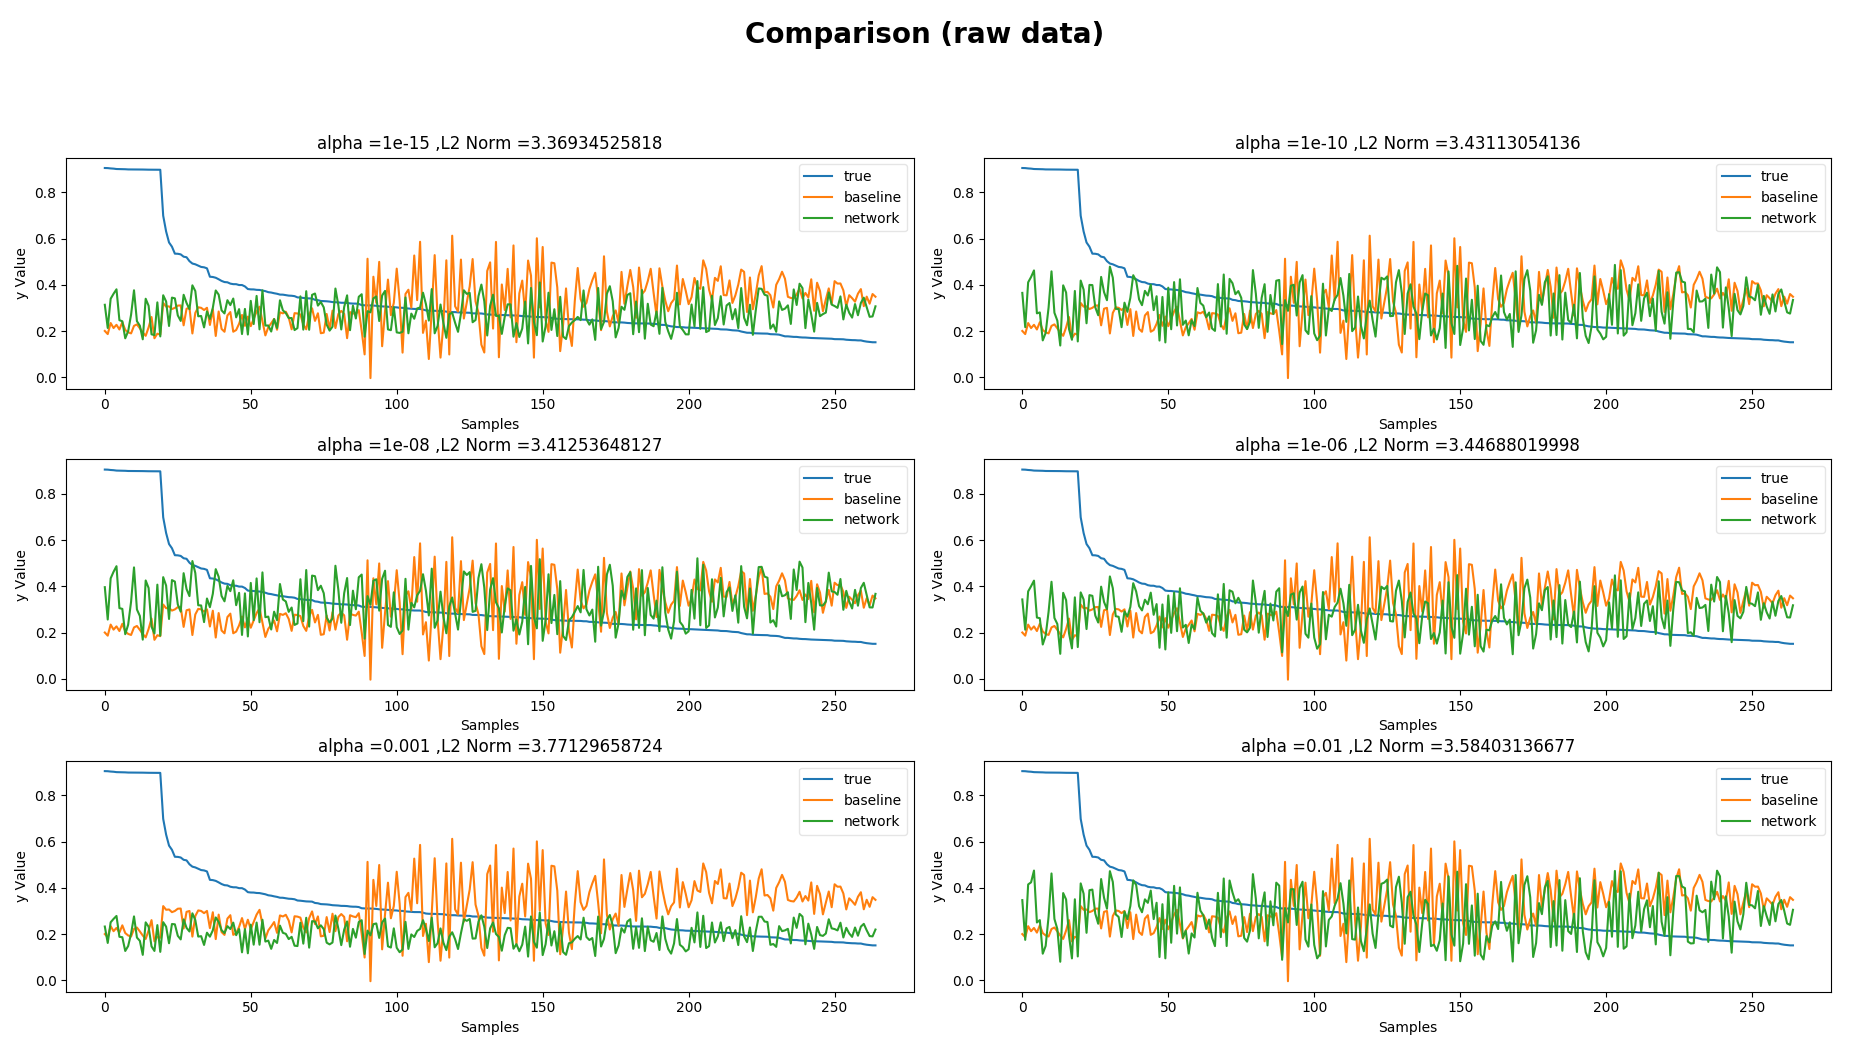 Comparison (raw data)
alpha =1e-15 ,L2 Norm =3.36934525818
true
baseline
network
y Value
0.8
0.6
0.4
0.2
0.0
0 50 100 150 200 250
Samples
alpha =1e-10 ,L2 Norm =3.43113054136
true
baseline
network
y Value
0.8
0.6
0.4
0.2
0.0
0 50 100 150 200 250
Samples
alpha =1e-08 ,L2 Norm =3.41253648127
true
baseline
network
y Value
0.8
0.6
0.4
0.2
0.0
0 50 100 150 200 250
Samples
alpha =1e-06 ,L2 Norm =3.44688019998
true
baseline
network
y Value
0.8
0.6
0.4
0.2
0.0
0 50 100 150 200 250
Samples
alpha =0.001 ,L2 Norm =3.77129658724
true
baseline
network
y Value
0.8
0.6
0.4
0.2
0.0
0 50 100 150 200 250
Samples
alpha =0.01 ,L2 Norm =3.58403136677
true
baseline
network
y Value
0.8
0.6
0.4
0.2
0.0
0 50 100 150 200 250
Samples